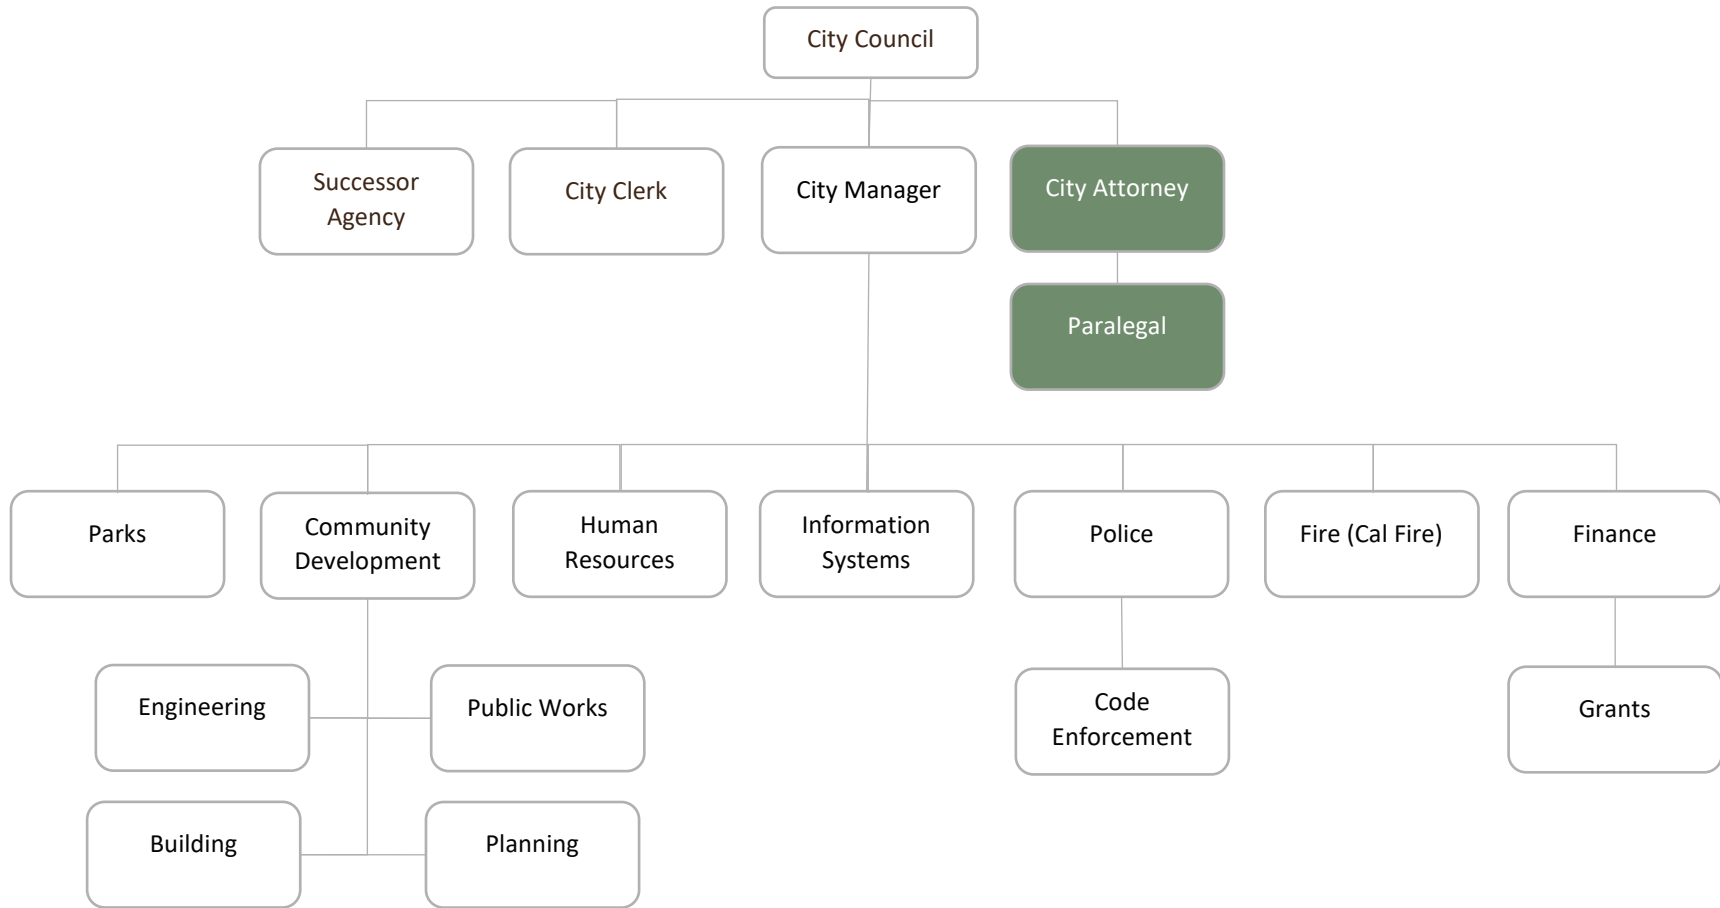 City Council
Successor
Agency
City Clerk
City Manager
City Attorney
Paralegal
Parks
Community
Development
Human
Resources
Information
Systems
Police
Fire (Cal Fire)
Finance
Engineering
Public Works
Code
Enforcement
Grants
Building
Planning